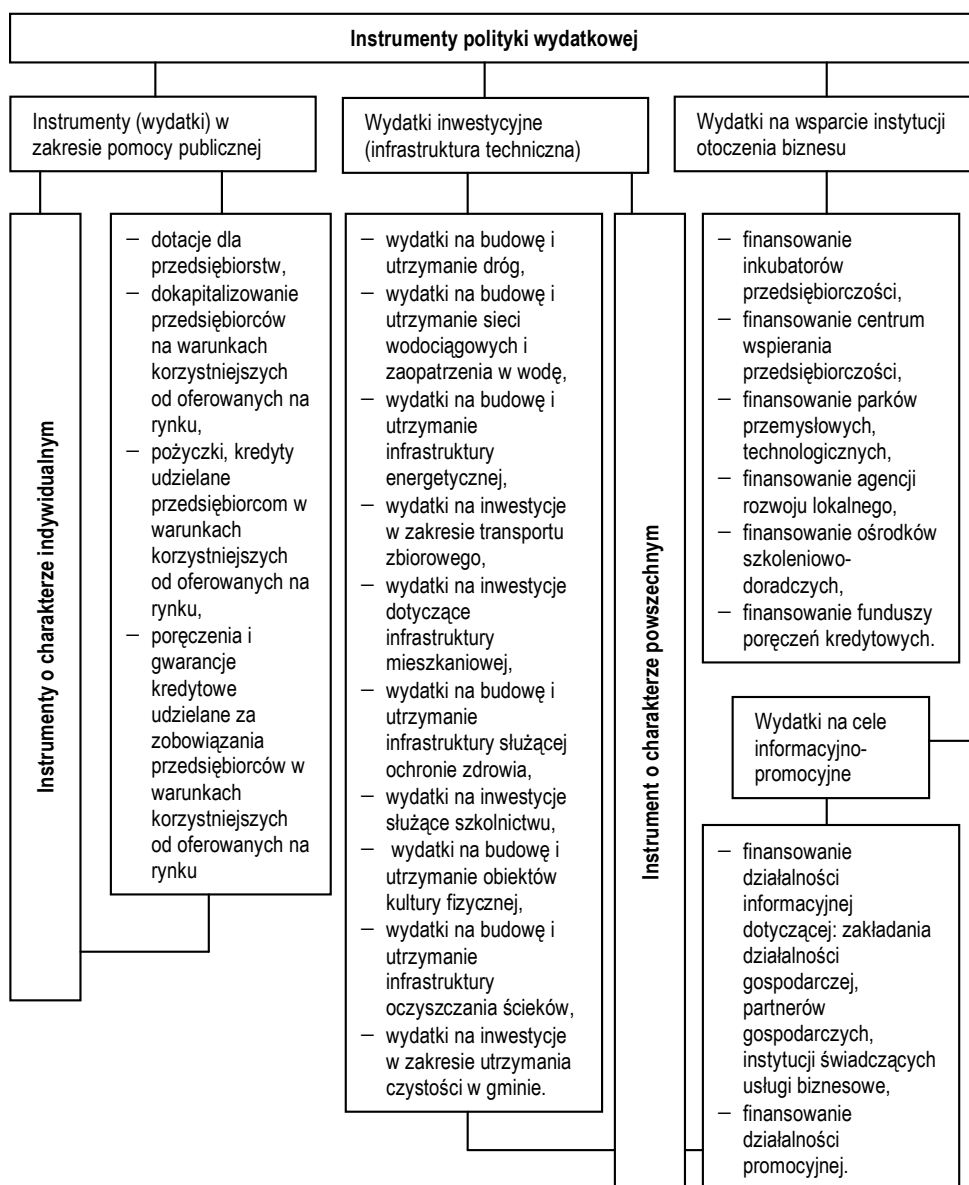 Instrumenty polityki wydatkowej
Instrumenty (wydatki) w
zakresie pomocy publicznej
Wydatki inwestycyjne
(infrastruktura techniczna)
Wydatki na wsparcie instytucji
otoczenia biznesu
Instrumenty o charakterze indywidualnym
– dotacje dla
przedsiębiorstw,
– dokapitalizowanie
przedsiębiorców
na warunkach
korzystniejszych
od oferowanych na
rynku,
– pożyczki, kredyty
udzielane
przedsiębiorcom w
warunkach
korzystniejszych
od oferowanych na
rynku,
– poręczenia i
gwarancje
kredytowe
udzielane za
zobowiązania
przedsiębiorców w
warunkach
korzystniejszych
od oferowanych na
rynku
– wydatki na budowę i
utrzymanie dróg,
– wydatki na budowę i
utrzymanie sieci
wodociągowych i
zaopatrzenia w wodę,
– wydatki na budowę i
utrzymanie
infrastruktury
energetycznej,
– wydatki na inwestycje
w zakresie transportu
zbiorowego,
– wydatki na inwestycje
dotyczące
infrastruktury
mieszkaniowej,
– wydatki na budowę i
utrzymanie
infrastruktury służącej
ochronie zdrowia,
– wydatki na inwestycje
służące szkolnictwu,
– wydatki na budowę i
utrzymanie obiektów
kultury fizycznej,
– wydatki na budowę i
utrzymanie
infrastruktury
oczyszczania ścieków,
– wydatki na inwestycje
w zakresie utrzymania
czystości w gminie.
Instrument o charakterze powszechnym
– finansowanie
inkubatorów
przedsiębiorczości,
– finansowanie centrum
wspierania
przedsiębiorczości,
– finansowanie parków
przemysłowych,
technologicznych,
– finansowanie agencji
rozwoju lokalnego,
– finansowanie ośrodków
szkoleniowo-
doradczych,
– finansowanie funduszy
poręczeń kredytowych.
Wydatki na cele
informacyjno-
promocyjne
– finansowanie
działalności
informacyjnej
dotyczącej: zakładania
działalności
gospodarczej,
partnerów
gospodarczych,
instytucji świadczących
usługi biznesowe,
– finansowanie
działalności
promocyjnej.